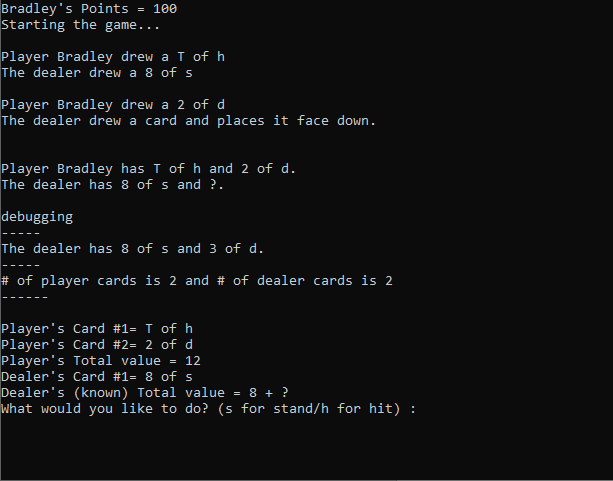 Bradley's Points = 100
Starting the game...
Player Bradley drew a T of h
The dealer drew a 8 of s
Player Bradley drew a 2 of d
The dealer drew a card and places it face down.
Player Bradley has T of h and 2 of d.
The dealer has 8 of s and ?.
debugging
-----
The dealer has 8 of s and 3 of d.
-----
# of player cards is 2 and # of dealer cards is 2
------
Player's Card #1= T of h
Player's Card #2= 2 of d
Player's Total value = 12
Dealer's Card #1= 8 of s
Dealer's (known) Total value = 8 + ?
What would you like to do? (s for stand/h for hit) :